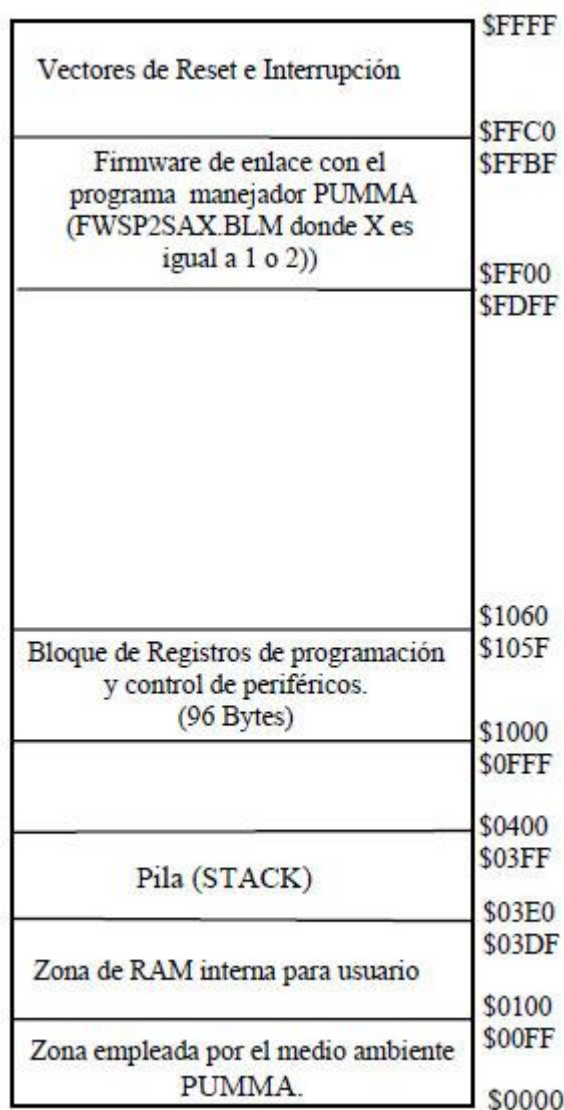 $FFFF
Vectores de Reset e Interrupción
$FFC0
$FFBF
Firmware de enlace con el
programa manejador PUMMA
(FWSP2SAX.BLM donde X es
igual a 1 o 2))
$FF00
$FDFF
$1060
$105F
Bloque de Registros de programación
y control de periféricos.
(96 Bytes)
$1000
$0FFF
$0400
$03FF
Pila (STACK)
$03E0
$03DF
Zona de RAM interna para usuario
$0100
$00FF
Zona empleada por el medio ambiente
PUMMA.
$0000